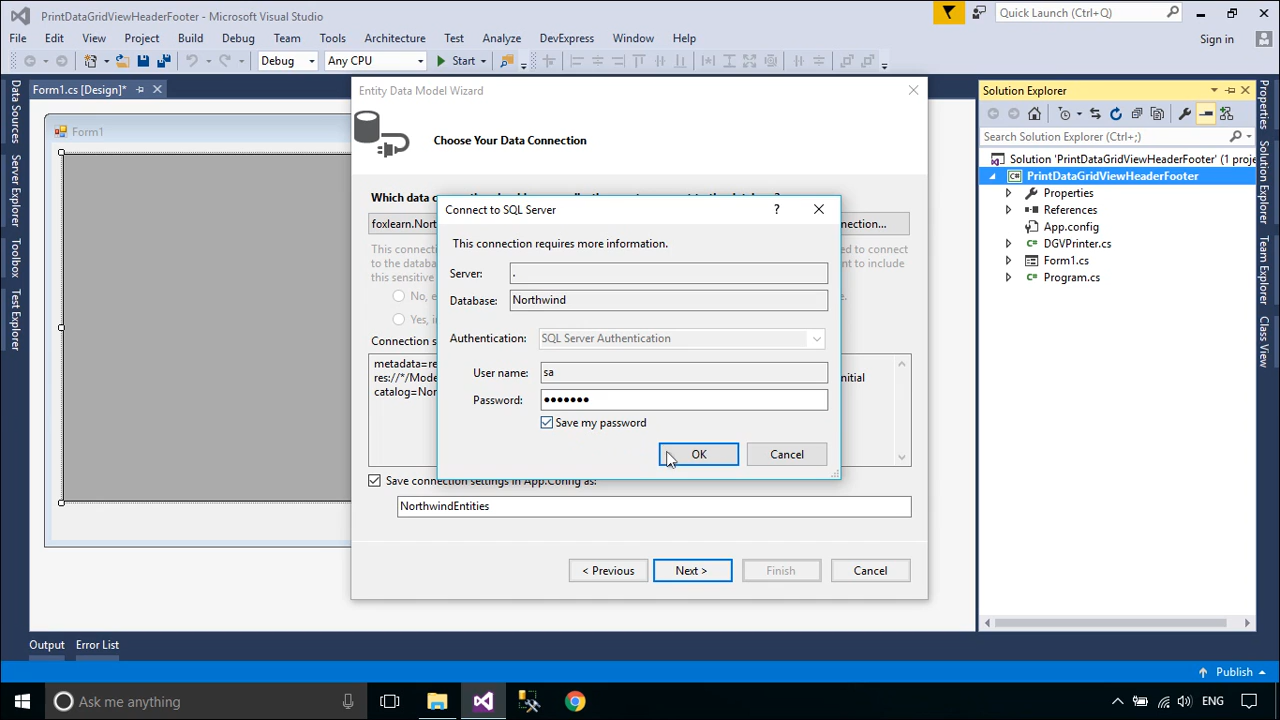 PrintDataGridViewHeaderFooter - Microsoft Visual Studio
Quick Launch (Ctrl+Q)
File Edit View Project Build Debug Team Tools Architecture Test Analyze DevExpress Window Help
Sign in
Debug Any CPU Start
Form1.cs [Design]*
Data Sources
Server Explorer
Toolbox
Test Explorer
Form1
Entity Data Model Wizard
Choose Your Data Connection
Which data c
foxlearn.Nor
nection...
This connecti
ed to connect
to the databa
nt to include
this sensitive
No, e
e.
Yes, i
Connection s
metadata=re
res://*/Mode
nitial
catalog=Nor
Connect to SQL Server
This connection requires more information.
Server: .
Database: Northwind
Authentication: SQL Server Authentication
User name: sa
Password: •••••••
Save my password
OK Cancel
Save connection settings in App.Config as:
NorthwindEntities
< Previous Next > Finish Cancel
Solution Explorer
Search Solution Explorer (Ctrl+;)
Solution 'PrintDataGridViewHeaderFooter' (1 proje
PrintDataGridViewHeaderFooter
Properties
References
App.config
DGVPrinter.cs
Form1.cs
Program.cs
Properties
Solution Explorer
Team Explorer
Class View
Output Error List
Publish
Ask me anything
ENG